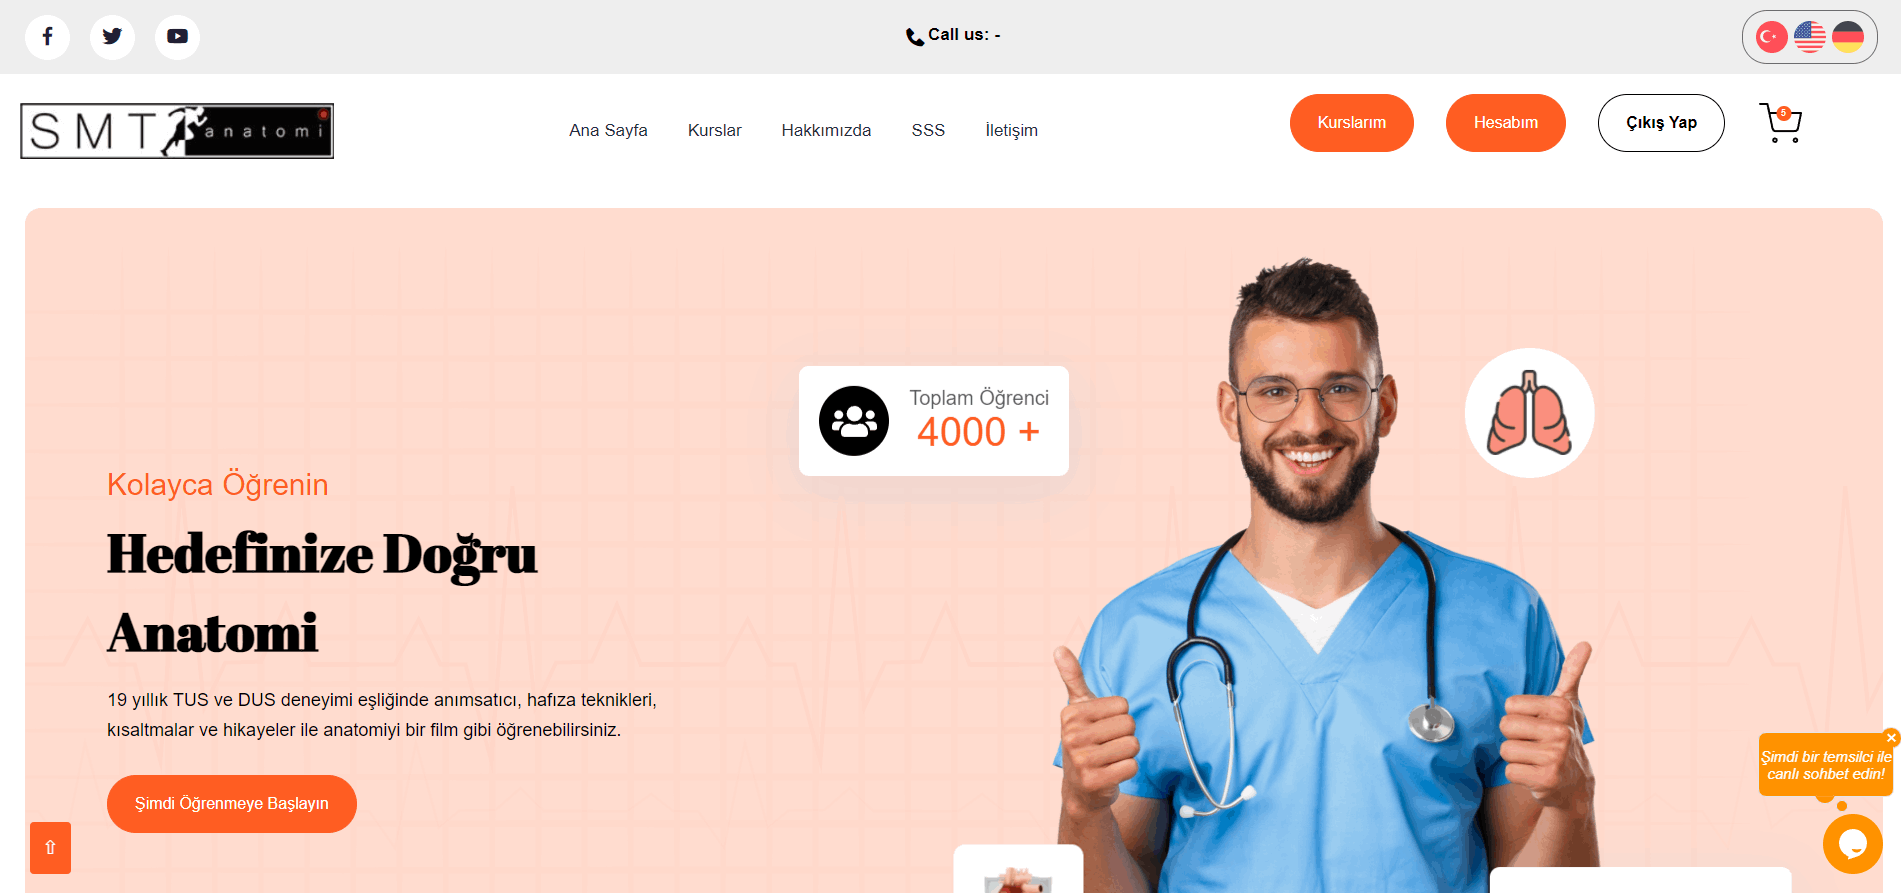 Call us: -
SMT anatomi
Ana Sayfa Kurslar Hakkımızda SSS İletişim
Kurslarım Hesabım Çıkış Yap 5
Toplam Öğrenci
4000 +
Kolayca Öğrenin
Hedefinize Doğru
Anatomi
19 yıllık TUS ve DUS deneyimi eşliğinde anımsatıcı, hafıza teknikleri,
kısaltmalar ve hikayeler ile anatomiyi bir film gibi öğrenebilirsiniz.
Şimdi Öğrenmeye Başlayın
Şimdi bir temsilci ile
canlı sohbet edin!